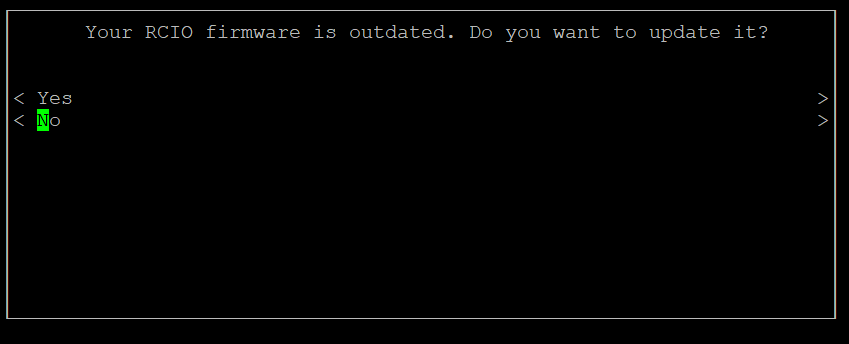 Your RCIO firmware is outdated. Do you want to update it?
< Yes >
< No >